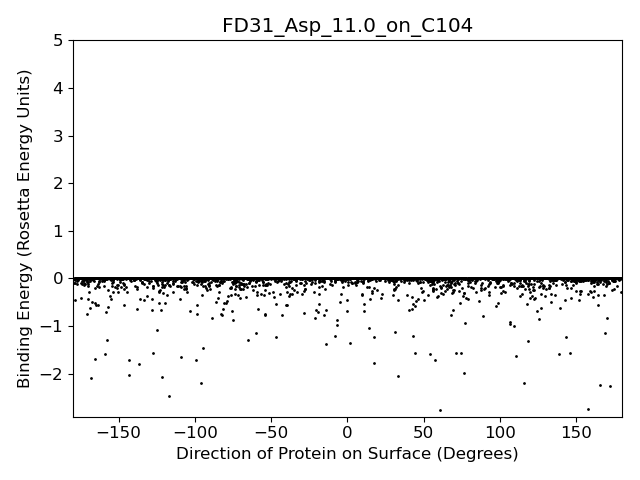 FD31_Asp_11.0_on_C104
5
4
3
2
1
0
−1
−2
Binding Energy (Rosetta Energy Units)
−150 −100 −50 0 50 100 150
Direction of Protein on Surface (Degrees)